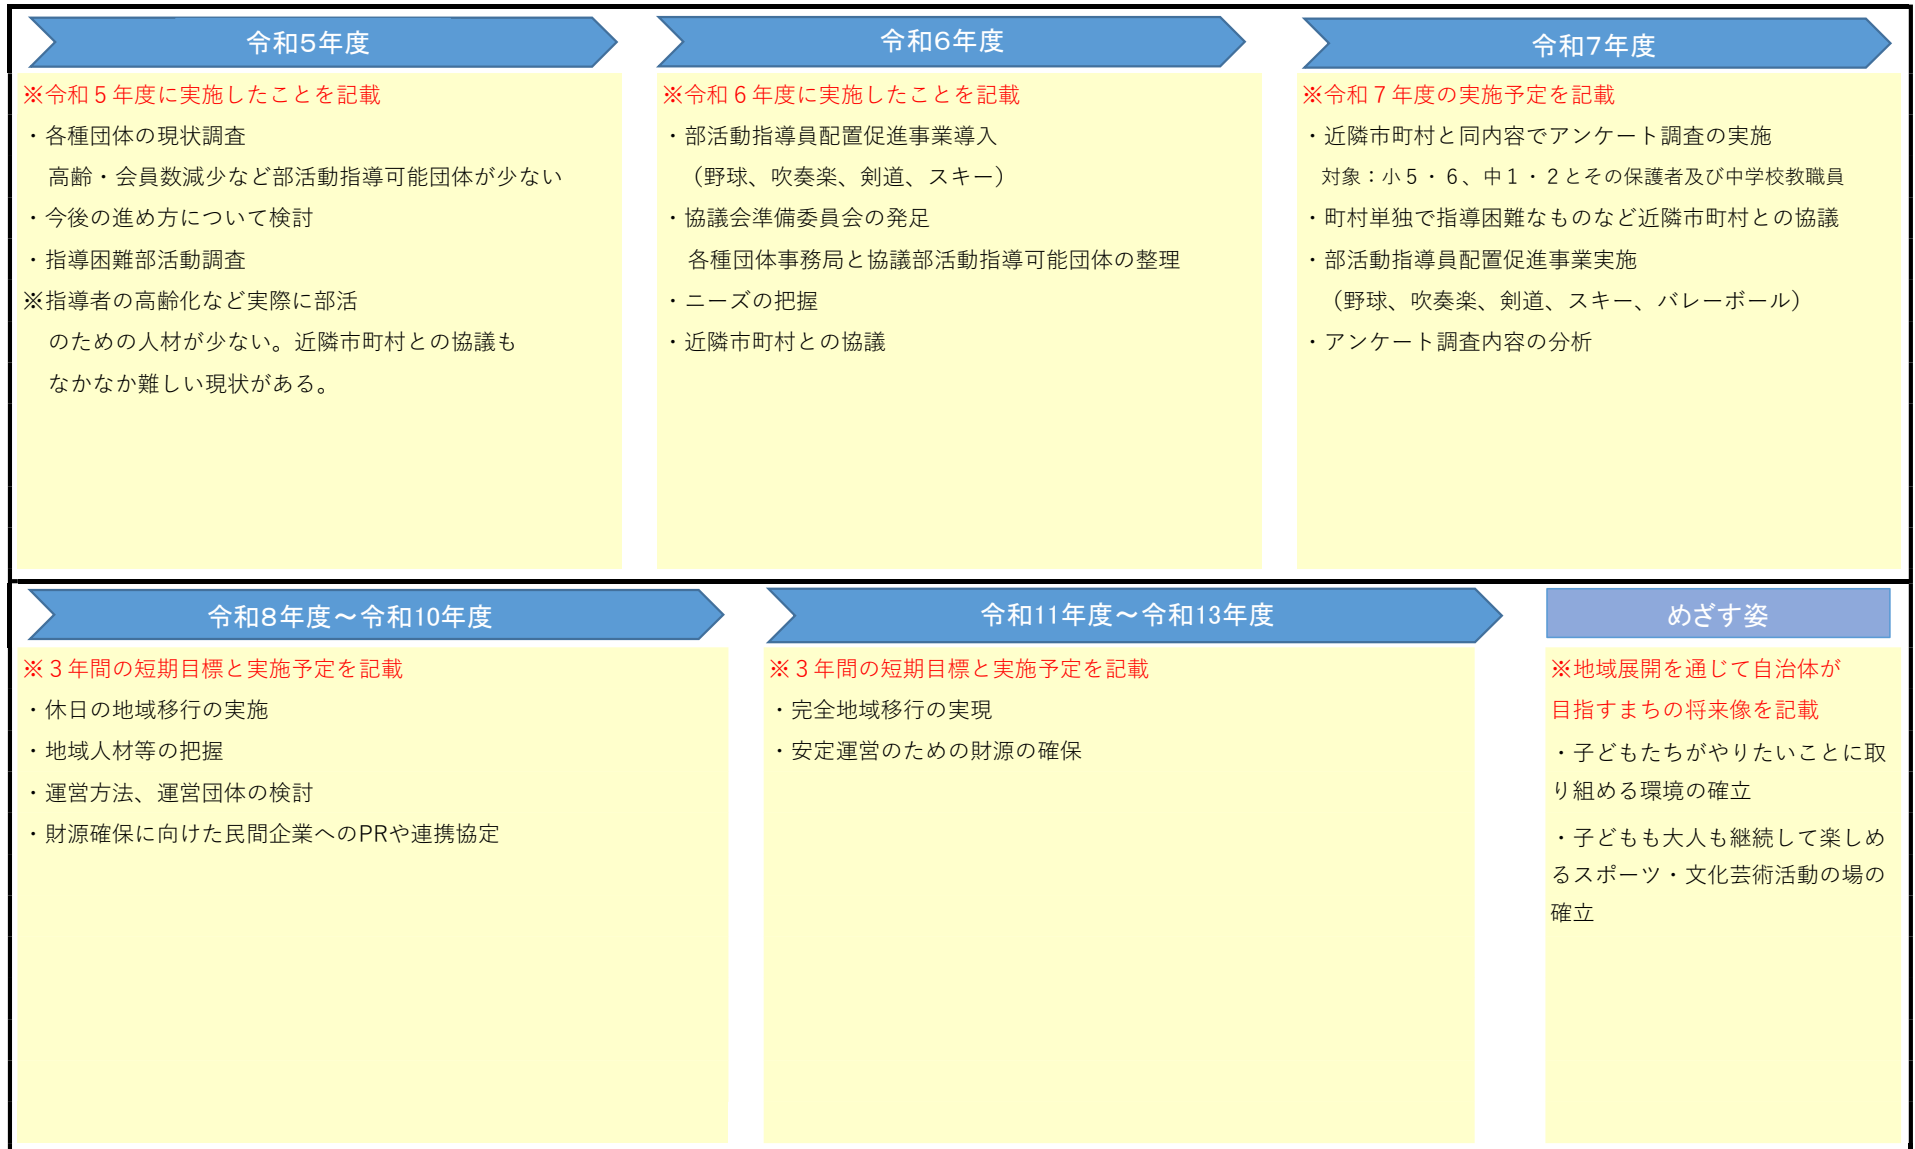 令和5年度
※令和５年度に実施したことを記載
・各種団体の現状調査
高齢・会員数減少など部活動指導可能団体が少ない
・今後の進め方について検討
・指導困難部活動調査
※指導者の高齢化など実際に部活
のための人材が少ない。近隣市町村との協議も
なかなか難しい現状がある。
令和6年度
※令和６年度に実施したことを記載
・部活動指導員配置促進事業導入
（野球、吹奏楽、剣道、スキー）
・協議会準備委員会の発足
各種団体事務局と協議部活動指導可能団体の整理
・ニーズの把握
・近隣市町村との協議
令和7年度
※令和７年度の実施予定を記載
・近隣市町村と同内容でアンケート調査の実施
対象：小５・６、中１・２とその保護者及び中学校教職員
・町村単独で指導困難なものなど近隣市町村との協議
・部活動指導員配置促進事業実施
（野球、吹奏楽、剣道、スキー、バレーボール）
・アンケート調査内容の分析
令和8年度～令和10年度
※３年間の短期目標と実施予定を記載
・休日の地域移行の実施
・地域人材等の把握
・運営方法、運営団体の検討
・財源確保に向けた民間企業へのPRや連携協定
令和11年度～令和13年度
※３年間の短期目標と実施予定を記載
・完全地域移行の実現
・安定運営のための財源の確保
めざす姿
※地域展開を通じて自治体が
目指すまちの将来像を記載
・子どもたちがやりたいことに取
り組める環境の確立
・子どもも大人も継続して楽しめ
るスポーツ・文化芸術活動の場の
確立